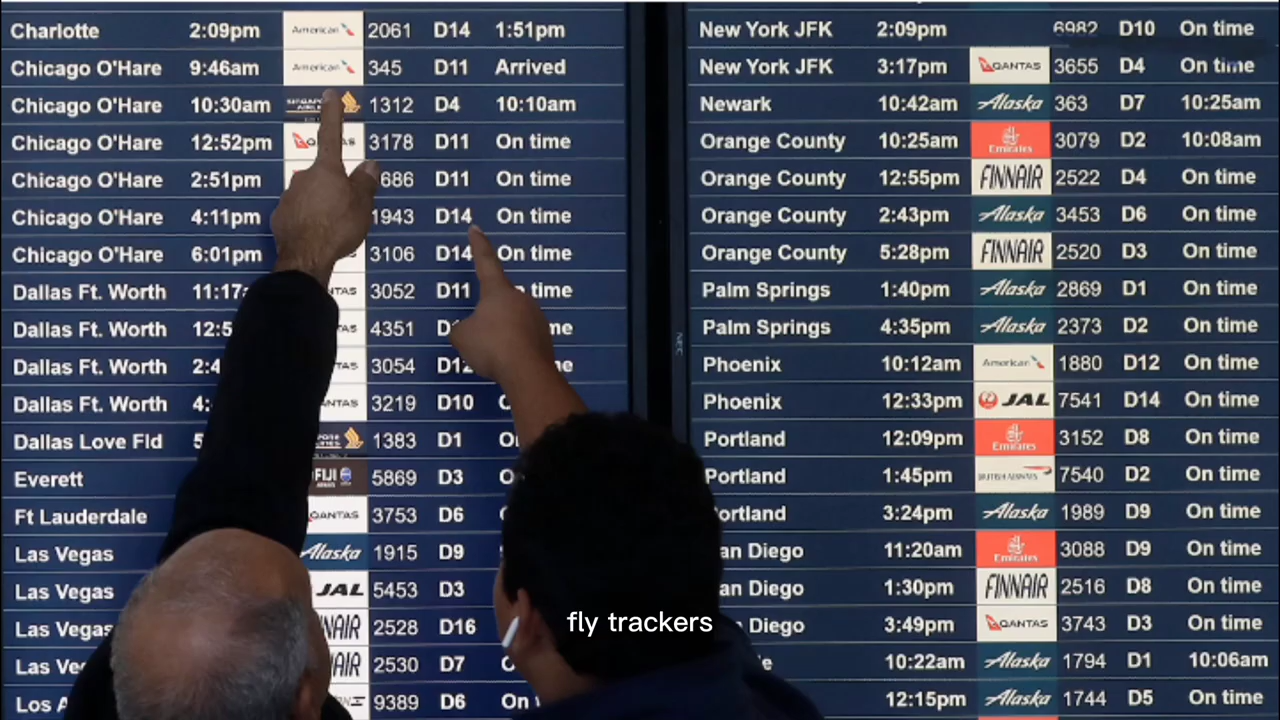 Charlotte 2:09pm American 2061 D14 1:51pm
Chicago O'Hare 9:46am American 345 D11 Arrived
Chicago O'Hare 10:30am 1312 D4 10:10am
Chicago O'Hare 12:52pm 3178 D11 On time
Chicago O'Hare 2:51pm 686 D11 On time
Chicago O'Hare 4:11pm 1943 D14 On time
Chicago O'Hare 6:01pm 3106 D14 On time
Dallas Ft. Worth 3052 D11
Dallas Ft. Worth 4351
Dallas Ft. Worth 3054 D12
Dallas Ft. Worth 3219 D10
Dallas Love Fld 1383 D1
Everett FIJI 5869 D3
Ft Lauderdale QANTAS 3753 D6
Las Vegas Alaska 1915 D9
Las Vegas JAL 5453 D3
Las Vegas 2528 D16
2530 D7
9389 D6
New York JFK 2:09pm 6982 D10 On time
New York JFK 3:17pm QANTAS 3655 D4 On time
Newark 10:42am Alaska 363 D7 10:25am
Orange County 10:25am Emirates 3079 D2 10:08am
Orange County 12:55pm FINNAIR 2522 D4 On time
Orange County 2:43pm Alaska 3453 D6 On time
Orange County 5:28pm FINNAIR 2520 D3 On time
Palm Springs 1:40pm Alaska 2869 D1 On time
Palm Springs 4:35pm Alaska 2373 D2 On time
Phoenix 10:12am American 1880 D12 On time
Phoenix 12:33pm JAL 7541 D14 On time
Portland 12:09pm Emirates 3152 D8 On time
Portland 1:45pm BRITISH AIRWAYS 7540 D2 On time
ortland 3:24pm Alaska 1989 D9 On time
an Diego 11:20am Emirates 3088 D9 On time
an Diego 1:30pm FINNAIR 2516 D8 On time
Diego 3:49pm QANTAS 3743 D3 On time
10:22am Alaska 1794 D1 10:06am
12:15pm Alaska 1744 D5 On time
NEC
fly trackers